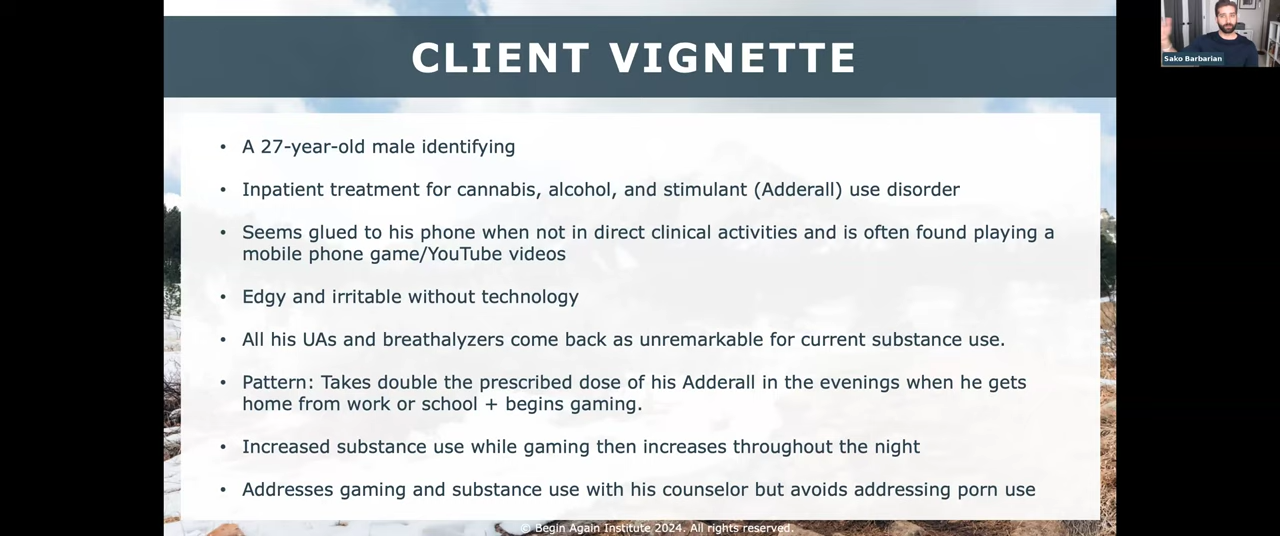 CLIENT VIGNETTE
Sako Barbarian
• A 27-year-old male identifying
• Inpatient treatment for cannabis, alcohol, and stimulant (Adderall) use disorder
• Seems glued to his phone when not in direct clinical activities and is often found playing a
mobile phone game/YouTube videos
• Edgy and irritable without technology
• All his UAs and breathalyzers come back as unremarkable for current substance use.
• Pattern: Takes double the prescribed dose of his Adderall in the evenings when he gets
home from work or school + begins gaming.
• Increased substance use while gaming then increases throughout the night
• Addresses gaming and substance use with his counselor but avoids addressing porn use
© Begin Again Institute 2024. All rights reserved.